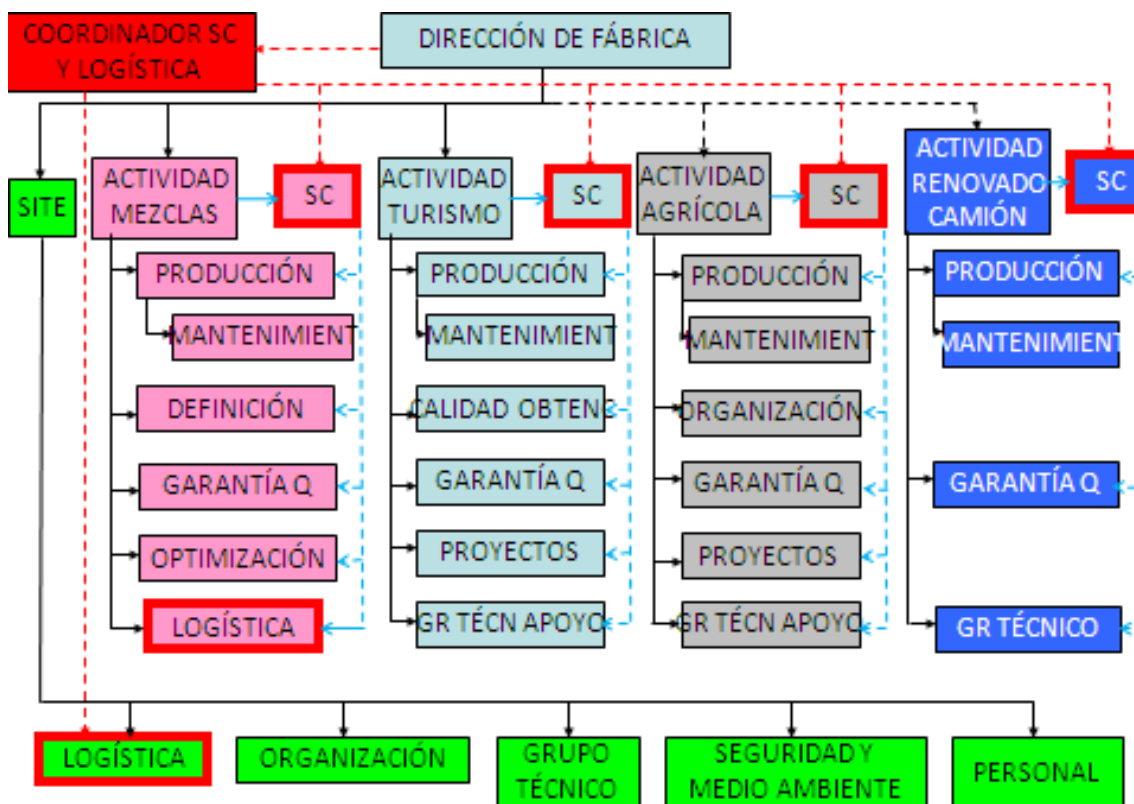 COORDINADOR SC
Y LOGÍSTICA
DIRECCIÓN DE FÁBRICA
SITE
ACTIVIDAD
MEZCLAS
SC
ACTIVIDAD
TURISMO
SC
ACTIVIDAD
AGRÍCOLA
SC
ACTIVIDAD
RENOVADO
CAMIÓN
SC
PRODUCCIÓN
MANTENIMIENT
DEFINICIÓN
GARANTÍA Q
OPTIMIZACIÓN
LOGÍSTICA
PRODUCCIÓN
MANTENIMIENT
CALIDAD OBTENC
GARANTÍA Q
PROYECTOS
GR TÉCN APOYO
PRODUCCIÓN
MANTENIMIENT
ORGANIZACIÓN
GARANTÍA Q
PROYECTOS
GR TÉCN APOYO
PRODUCCIÓN
MANTENIMIENT
GARANTÍA Q
GR TÉCNICO
LOGÍSTICA
ORGANIZACIÓN
GRUPO
TÉCNICO
SEGURIDAD Y
MEDIO AMBIENTE
PERSONAL